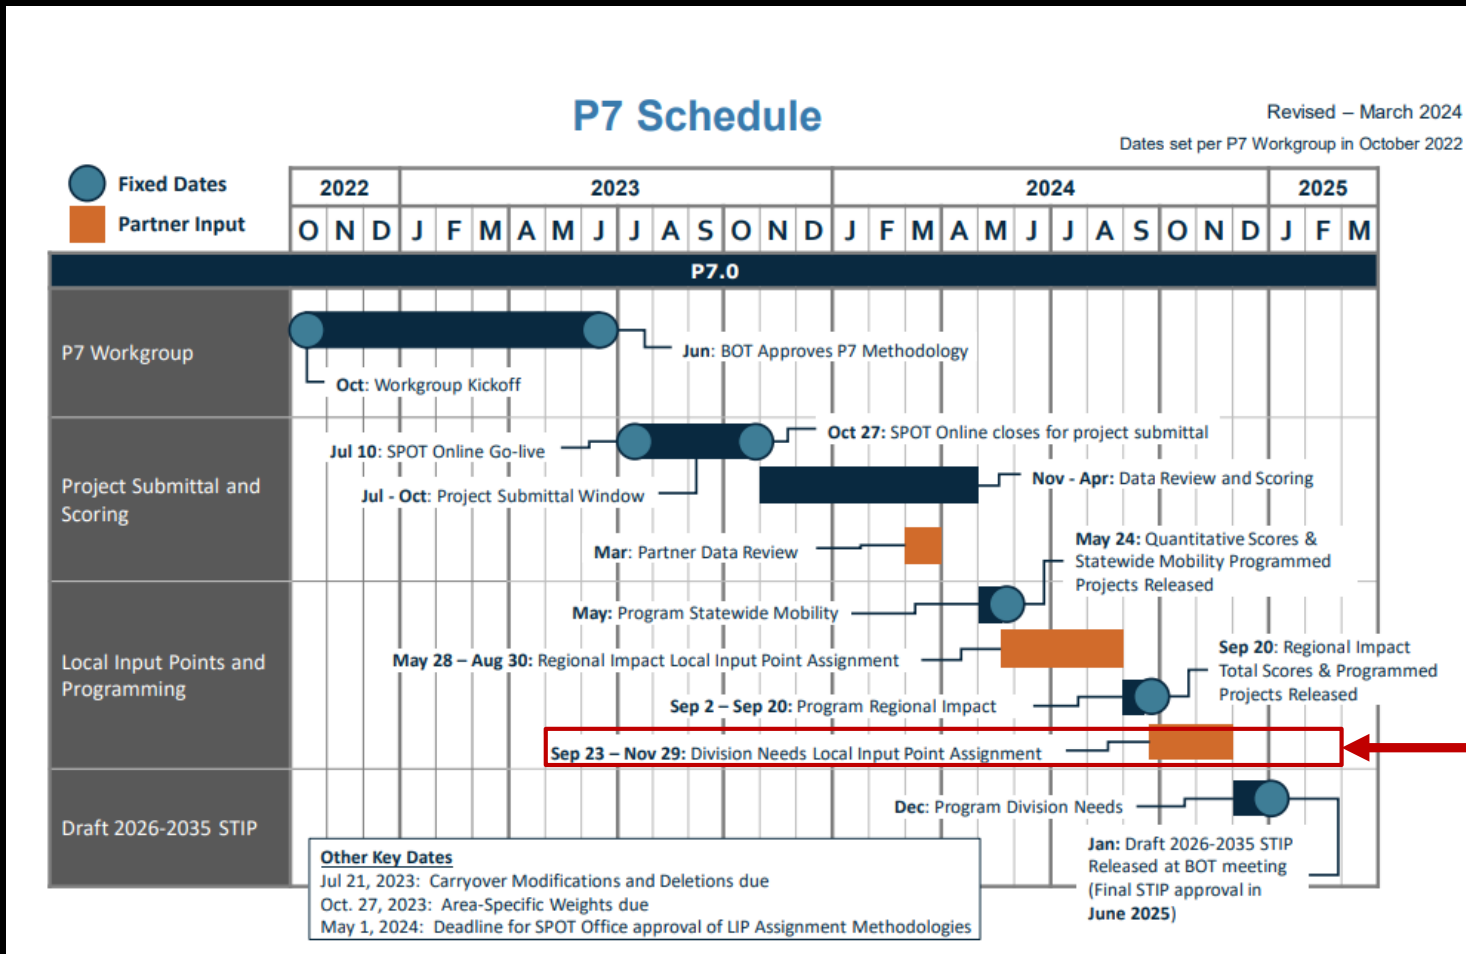 P7 Schedule
Revised – March 2024
Dates set per P7 Workgroup in October 2022
Fixed Dates
Partner Input
2022 2023 2024 2025
O N D J F M A M J J A S O N D J F M A M J J A S O N D J F M
P7.0
P7 Workgroup
Jun: BOT Approves P7 Methodology
Oct: Workgroup Kickoff
Project Submittal and
Scoring
Oct 27: SPOT Online closes for project submittal
Jul 10: SPOT Online Go-live
Nov - Apr: Data Review and Scoring
Jul - Oct: Project Submittal Window
Mar: Partner Data Review
May 24: Quantitative Scores &
Statewide Mobility Programmed
Projects Released
Local Input Points and
Programming
May: Program Statewide Mobility
May 28 – Aug 30: Regional Impact Local Input Point Assignment
Sep 20: Regional Impact
Total Scores & Programmed
Projects Released
Sep 2 – Sep 20: Program Regional Impact
Sep 23 – Nov 29: Division Needs Local Input Point Assignment
Draft 2026-2035 STIP
Dec: Program Division Needs
Jan: Draft 2026-2035 STIP
Released at BOT meeting
(Final STIP approval in
June 2025)
Other Key Dates
Jul 21, 2023: Carryover Modifications and Deletions due
Oct. 27, 2023: Area-Specific Weights due
May 1, 2024: Deadline for SPOT Office approval of LIP Assignment Methodologies